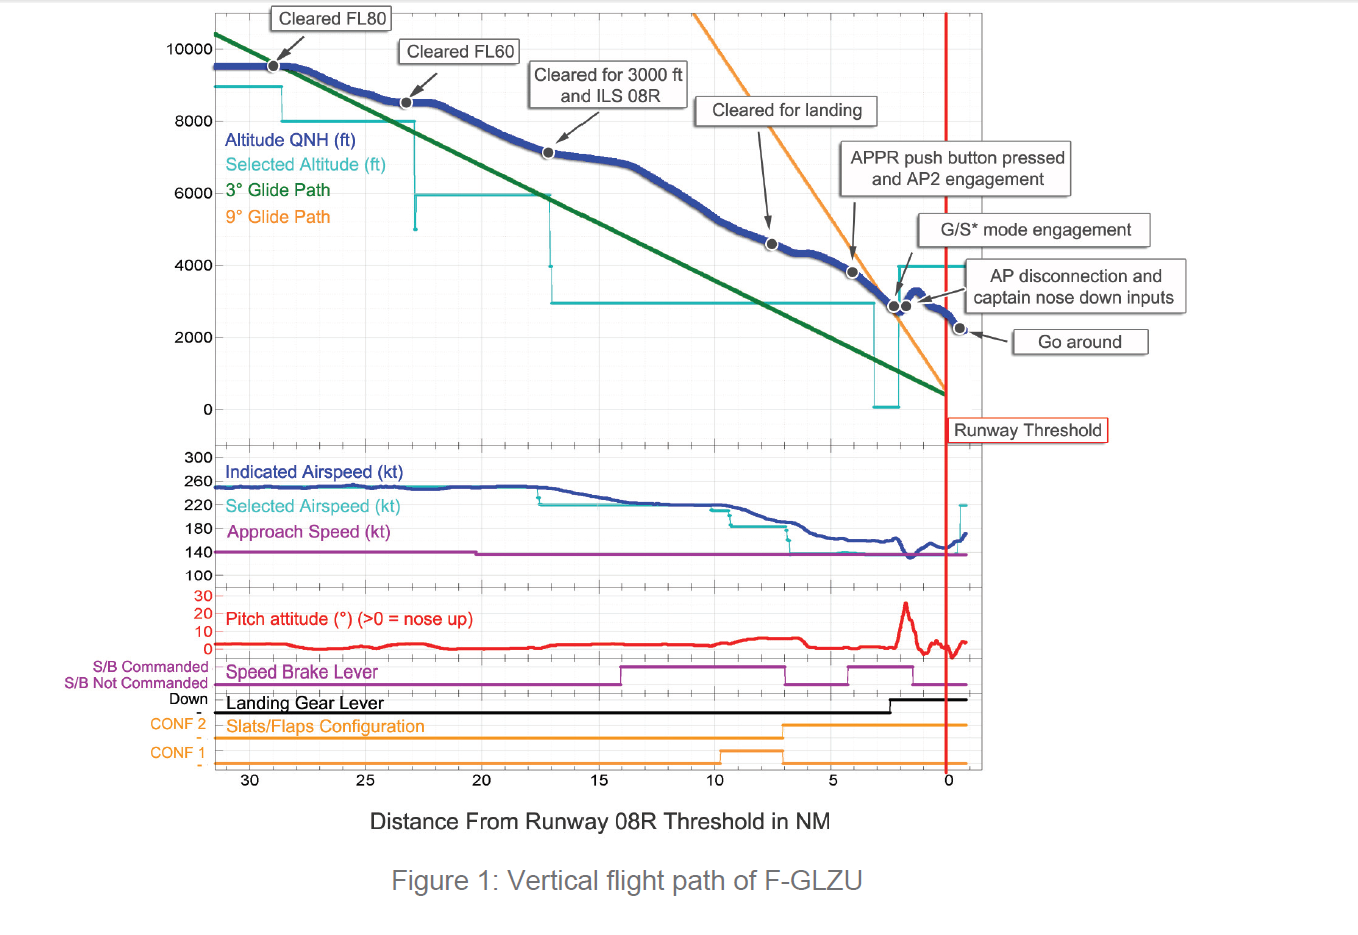 Cleared FL80
Cleared FL60
Cleared for 3000 ft
and ILS 08R
Cleared for landing
APPR push button pressed
and AP2 engagement
G/S* mode engagement
AP disconnection and
captain nose down inputs
Go around
Runway Threshold
10000
8000
6000
4000
2000
0
Altitude QNH (ft)
Selected Altitude (ft)
3° Glide Path
9° Glide Path
300
260
220
180
140
100
Indicated Airspeed (kt)
Selected Airspeed (kt)
Approach Speed (kt)
30
20
10
0
Pitch attitude (°) (>0 = nose up)
S/B Commanded
S/B Not Commanded
Speed Brake Lever
Down
-
Landing Gear Lever
CONF 2
-
Slats/Flaps Configuration
CONF 1
-
30 25 20 15 10 5 0
Distance From Runway 08R Threshold in NM
Figure 1: Vertical flight path of F-GLZU